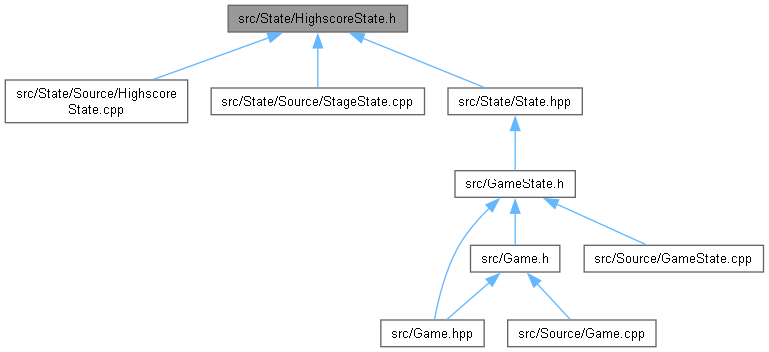 src/State/HighscoreState.h
src/State/Source/Highscore
State.cpp
src/State/Source/StageState.cpp
src/State/State.hpp
src/GameState.h
src/Game.h
src/Source/GameState.cpp
src/Game.hpp
src/Source/Game.cpp